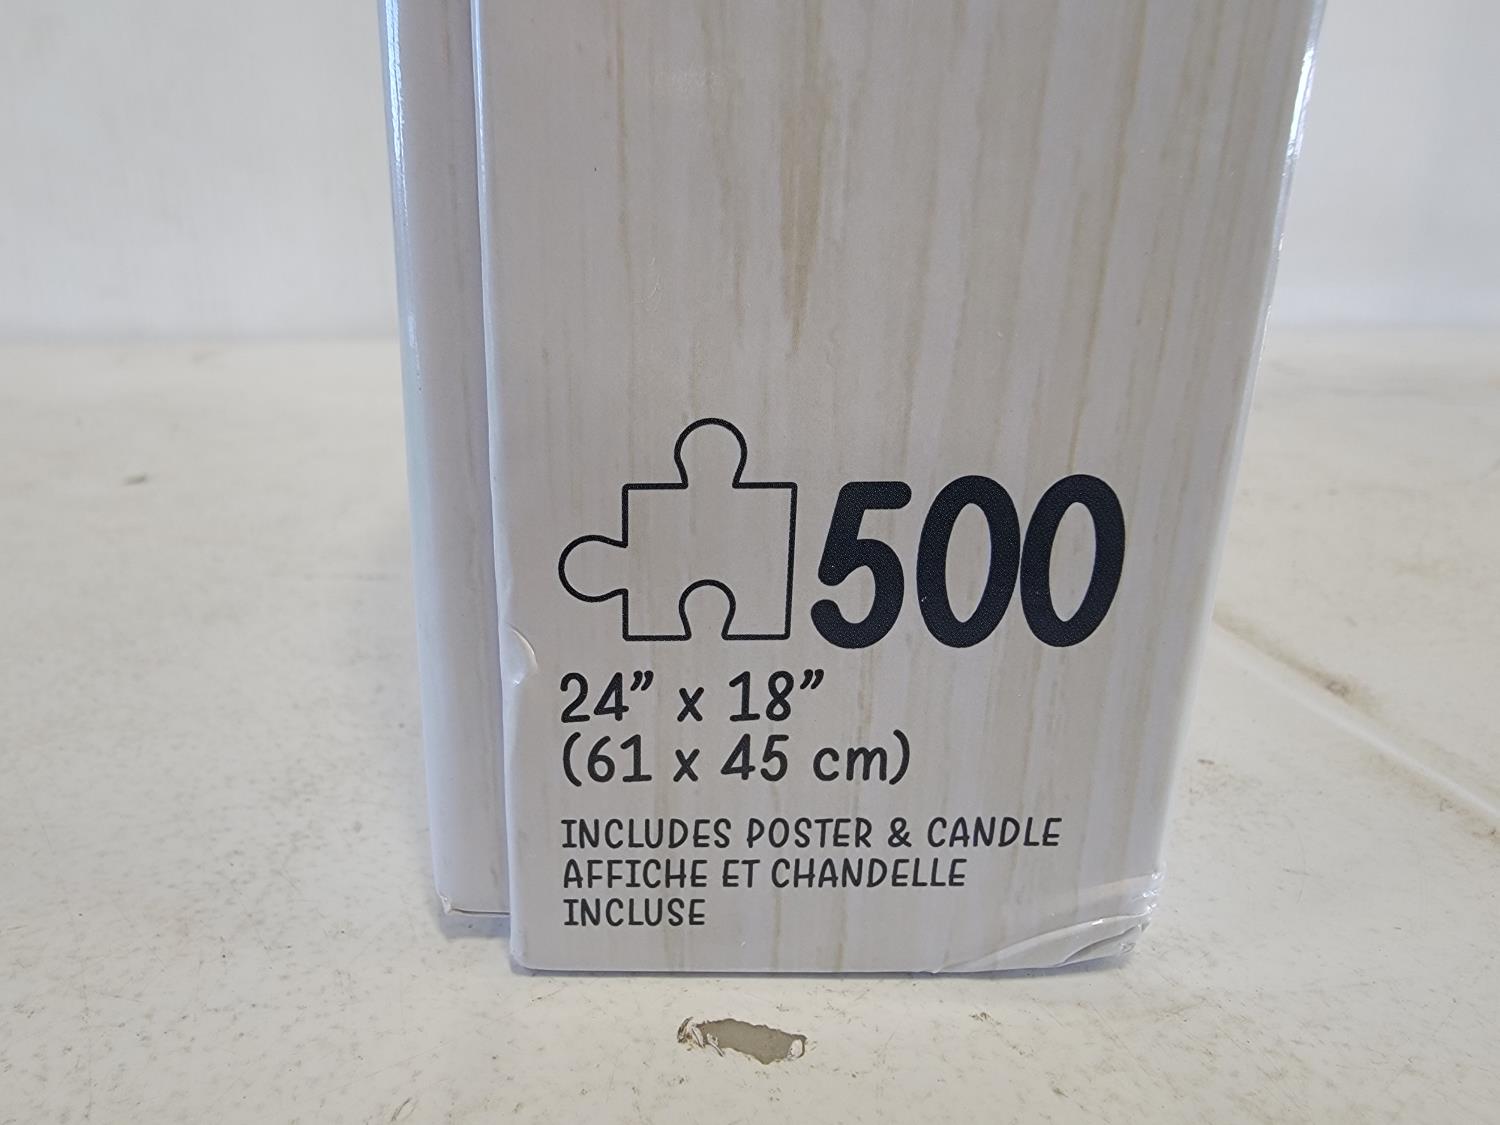 500
24” x 18”
(61 x 45 cm)
INCLUDES POSTER & CANDLE
AFFICHE ET CHANDELLE
INCLUSE